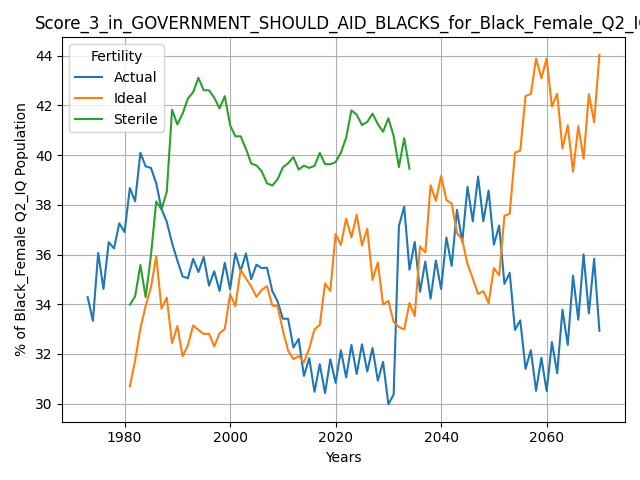 Score_3_in_GOVERNMENT_SHOULD_AID_BLACKS_for_Black_Female_Q2_IQ
Fertility
Actual
Ideal
Sterile
% of Black_Female Q2_IQ Population
44
42
40
38
36
34
32
30
1980
2000
2020
2040
2060
Years